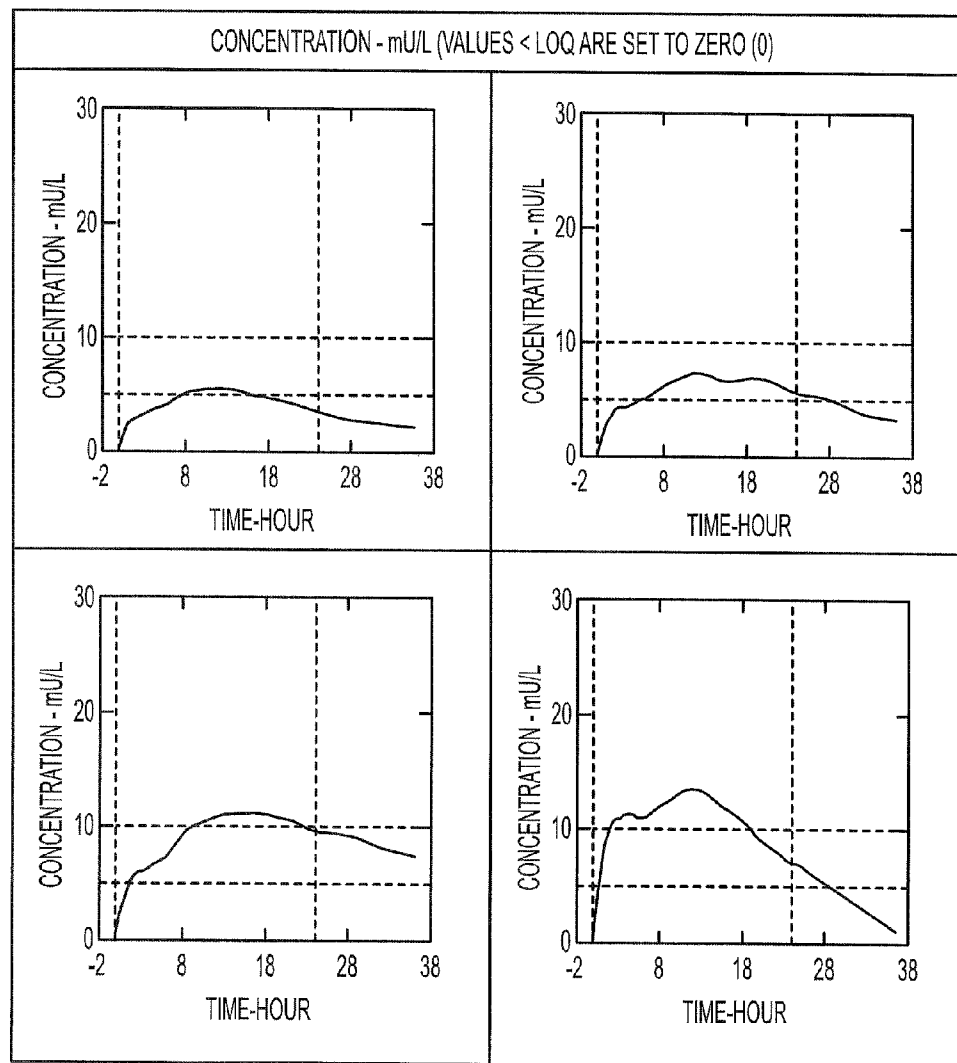 CONCENTRATION - mU/L (VALUES < LOQ ARE SET TO ZERO (0)
CONCENTRATION - mU/L
30
20
10
0
-2 8 18 28 38
TIME-HOUR
CONCENTRATION - mU/L
30
20
10
0
-2 8 18 28 38
TIME-HOUR
CONCENTRATION - mU/L
30
20
10
0
-2 8 18 28 38
TIME-HOUR
CONCENTRATION - mU/L
30
20
10
0
-2 8 18 28 38
TIME-HOUR